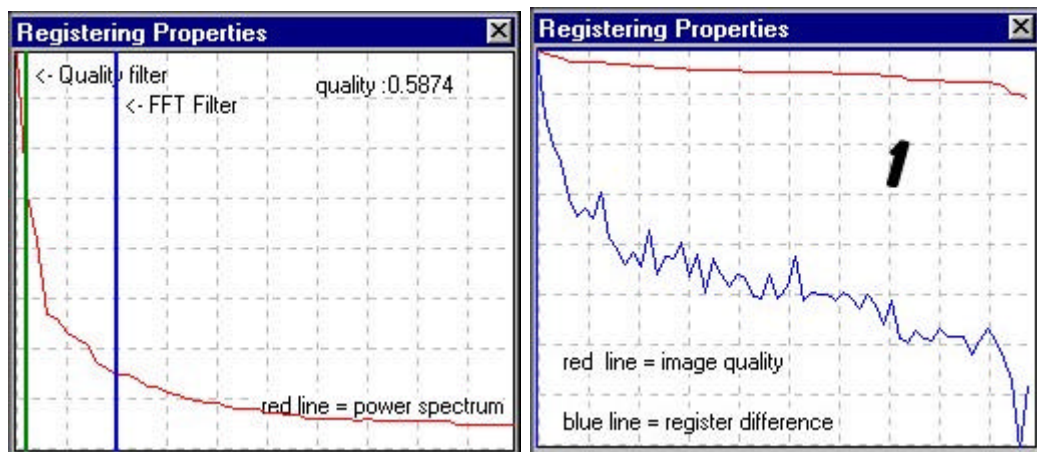 Registering Properties
<- Quality filter
quality :0.5874
<- FFT Filter
red line = power spectrum
Registering Properties
1
red line = image quality
blue line = register difference